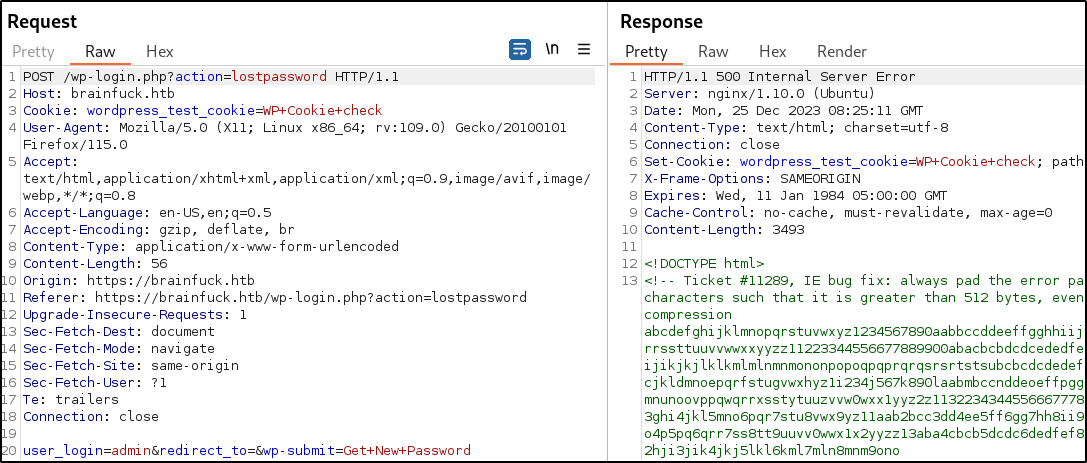 Request
Pretty Raw Hex
\n
1 POST /wp-login.php?action=lostpassword HTTP/1.1
2 Host: brainfuck.htb
3 Cookie: wordpress_test_cookie=WP+Cookie+check
4 User-Agent: Mozilla/5.0 (X11; Linux x86_64; rv:109.0) Gecko/20100101
Firefox/115.0
5 Accept:
text/html,application/xhtml+xml,application/xml;q=0.9,image/avif,image/
webp,*/*;q=0.8
6 Accept-Language: en-US,en;q=0.5
7 Accept-Encoding: gzip, deflate, br
8 Content-Type: application/x-www-form-urlencoded
9 Content-Length: 56
10 Origin: https://brainfuck.htb
11 Referer: https://brainfuck.htb/wp-login.php?action=lostpassword
12 Upgrade-Insecure-Requests: 1
13 Sec-Fetch-Dest: document
14 Sec-Fetch-Mode: navigate
15 Sec-Fetch-Site: same-origin
16 Sec-Fetch-User: ?1
17 Te: trailers
18 Connection: close
19
20 user_login=admin&redirect_to=&wp-submit=Get+New+Password
Response
Pretty Raw Hex Render
1 HTTP/1.1 500 Internal Server Error
2 Server: nginx/1.10.0 (Ubuntu)
3 Date: Mon, 25 Dec 2023 08:25:11 GMT
4 Content-Type: text/html; charset=utf-8
5 Connection: close
6 Set-Cookie: wordpress_test_cookie=WP+Cookie+check; path
7 X-Frame-Options: SAMEORIGIN
8 Expires: Wed, 11 Jan 1984 05:00:00 GMT
9 Cache-Control: no-cache, must-revalidate, max-age=0
10 Content-Length: 3493
11
12 <!DOCTYPE html>
13 <!-- Ticket #11289, IE bug fix: always pad the error pa
characters such that it is greater than 512 bytes, even
compression
abcdefghijklmnopqrstuvwxyz1234567890aabbccddeeffgghhiij
rrssttuuvvwwxxyyzz11223344556677889900abacbcbdcdcededfe
ijikjkjlklkmlmlnmnmononpopoqpqprqrqsrsrtstsubcbcdcdedef
cjkldmnoepqrfstugvwxhyz1i234j567k890laabmbccnddeoeffpgg
mnunoovppqwqrrxsstytuuzvvw0wxx1yyz2z113223434455666777​8
3ghi4jkl5mno6pqr7stu8vwx9yz11aab2bcc3dd4ee5ff6gg7hh8ii9
o4p5pq6qrr7ss8tt9uuvv0wwx1x2yyzz13aba4cbcb5dcdc6dedfef8
2hji3jik4jkj5lkl6kml7mln8mnm9ono